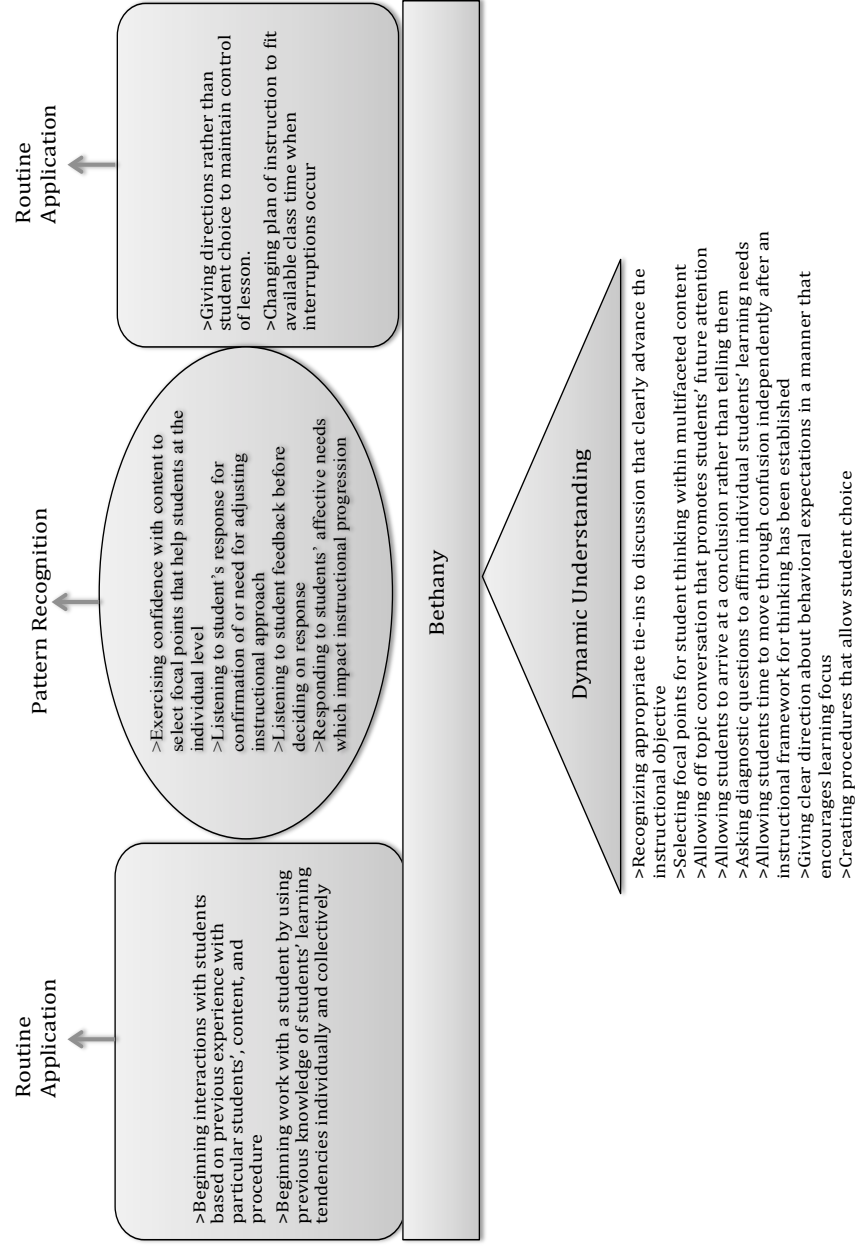 Routine
Application
>Beginning interactions with students
based on previous experience with
particular students', content, and
procedure
>Beginning work with a student by using
previous knowledge of students' learning
tendencies individually and collectively
Pattern Recognition
>Exercising confidence with content to
select focal points that help students at the
individual level
>Listening to student's response for
confirmation of or need for adjusting
instructional approach
>Listening to student feedback before
deciding on response
>Responding to students' affective needs
which impact instructional progression
Routine
Application
>Giving directions rather than
student choice to maintain control
of lesson.
>Changing plan of instruction to fit
available class time when
interruptions occur
Bethany
Dynamic Understanding
>Recognizing appropriate tie-ins to discussion that clearly advance the
instructional objective
>Selecting focal points for student thinking within multifaceted content
>Allowing off topic conversation that promotes students' future attention
>Allowing students to arrive at a conclusion rather than telling them
>Asking diagnostic questions to affirm individual students' learning needs
>Allowing students time to move through confusion independently after an
instructional framework for thinking has been established
>Giving clear direction about behavioral expectations in a manner that
encourages learning focus
>Creating procedures that allow student choice